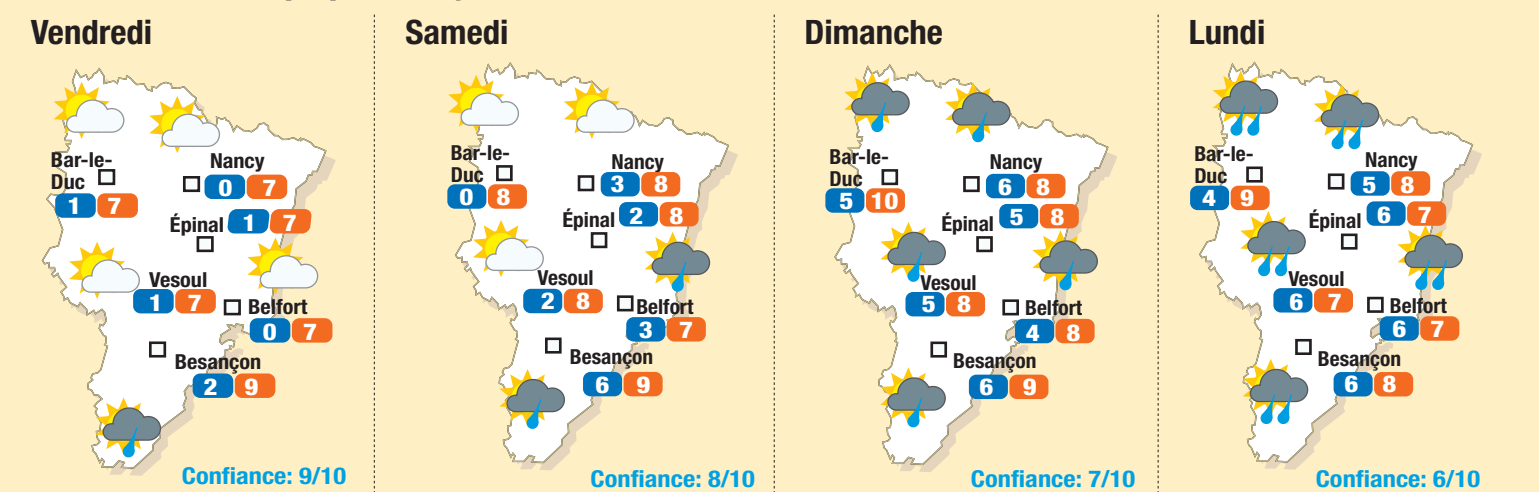 Vendredi
Bar-le-
Duc
1 7
Nancy
0 7
Épinal
1 7
Vesoul
1 7
Belfort
0 7
Besançon
2 9
Confiance: 9/10
Samedi
Bar-le-
Duc
0 8
Nancy
3 8
Épinal
2 8
Vesoul
2 8
Belfort
3 7
Besançon
6 9
Confiance: 8/10
Dimanche
Bar-le-
Duc
5 10
Nancy
6 8
Épinal
5 8
Vesoul
5 8
Belfort
4 8
Besançon
6 9
Confiance: 7/10
Lundi
Bar-le-
Duc
4 9
Nancy
5 8
Épinal
6 7
Vesoul
6 7
Belfort
6 7
Besançon
6 8
Confiance: 6/10